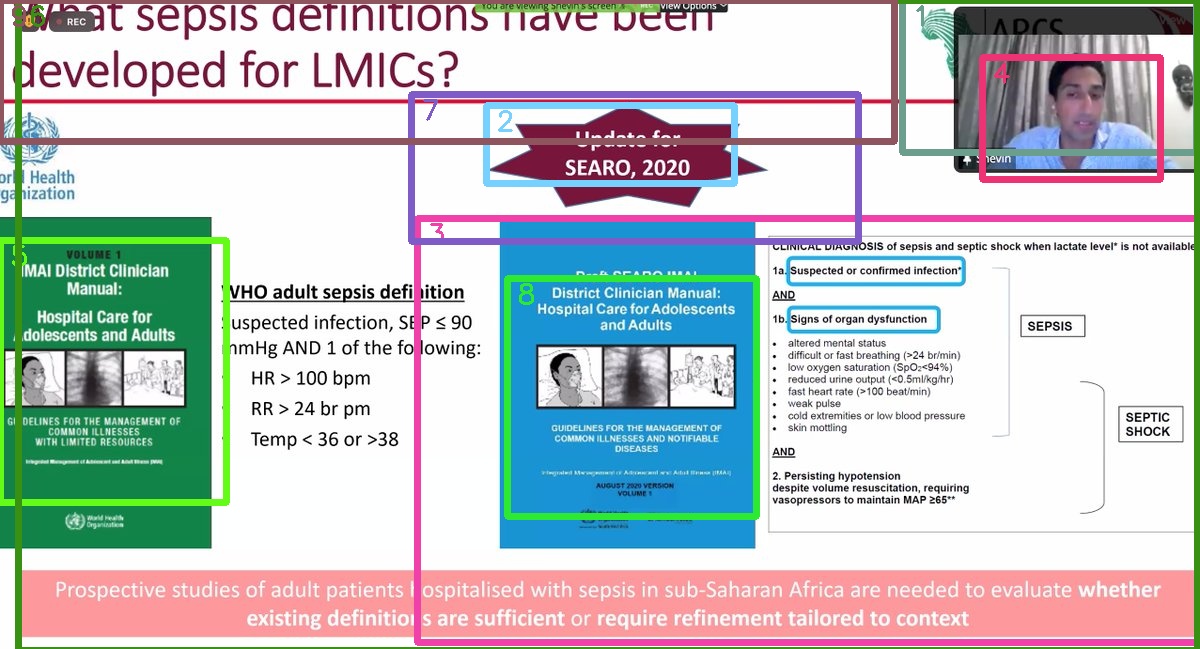 You are viewing Shevin's screen
REC
View Options
REC
View
What sepsis definitions have been
developed for LMICs?
APCS
Shevin
World Health
Organization
Update for
SEARO, 2020
VOLUME 1
IMAI District Clinician
Manual:
Hospital Care for
Adolescents and Adults
GUIDELINES FOR THE MANAGEMENT OF
COMMON ILLNESSES
WITH LIMITED RESOURCES
Integrated Management of Adolescent and Adult Illness (IMAI)
World Health
Organization
WHO adult sepsis definition
Suspected infection, SBP ≤ 90
mmHg AND 1 of the following:
HR > 100 bpm
RR > 24 br pm
Temp < 36 or >38
Draft SEARO IMAI
District Clinician Manual:
Hospital Care for Adolescents
and Adults
GUIDELINES FOR THE MANAGEMENT OF
COMMON ILLNESSES AND NOTIFIABLE
DISEASES
Integrated Management of Adolescent and Adult Illness (IMAI)
AUGUST 2020 VERSION
VOLUME 1
CLINICAL DIAGNOSIS of sepsis and septic shock when lactate level* is not available
1a. Suspected or confirmed infection*
AND
1b. Signs of organ dysfunction
• altered mental status
• difficult or fast breathing (>24 br/min)
• low oxygen saturation (SpO₂<94%)
• reduced urine output (<0.5ml/kg/hr)
• fast heart rate (>100 beat/min)
• weak pulse
• cold extremities or low blood pressure
• skin mottling
AND
2. Persisting hypotension
despite volume resuscitation, requiring
vasopressors to maintain MAP ≥65**
SEPSIS
SEPTIC
SHOCK
Prospective studies of adult patients hospitalised with sepsis in sub-Saharan Africa are needed to evaluate whether
existing definitions are sufficient or require refinement tailored to context
1
2
3
4
5
7
8